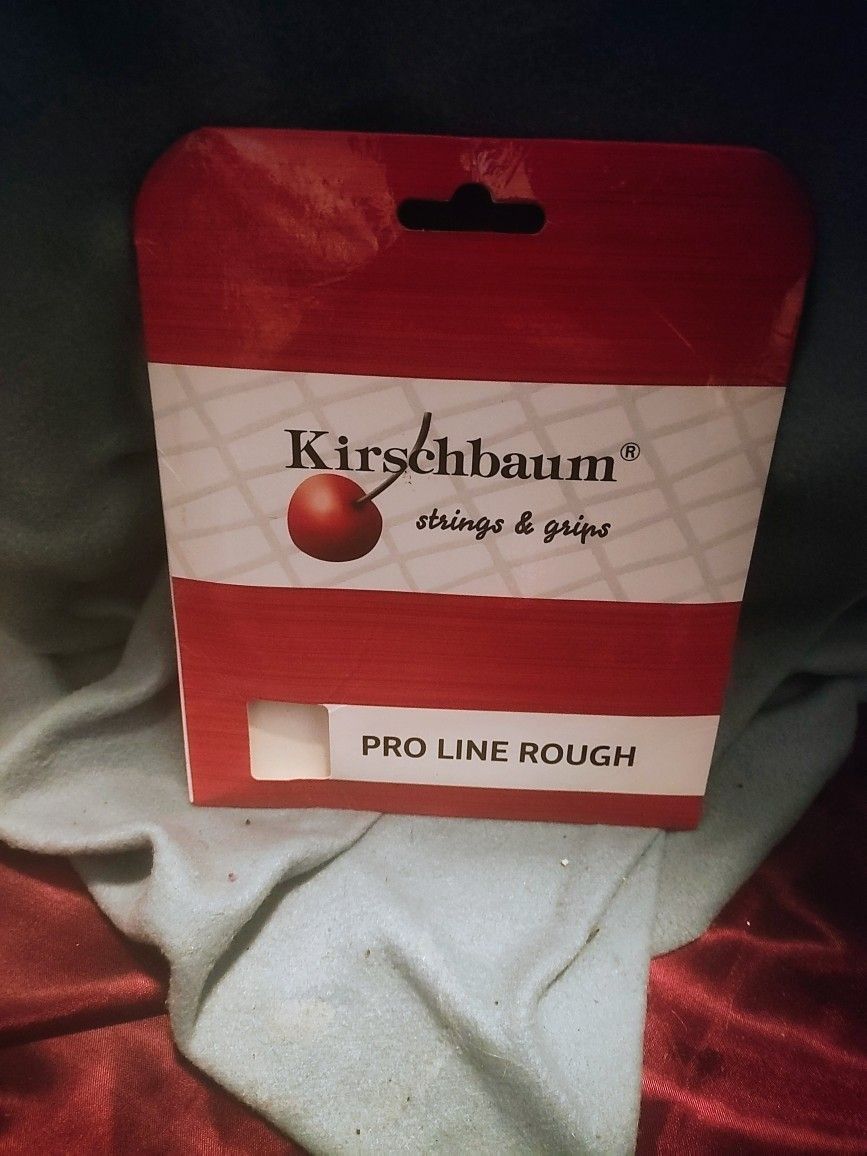 Kirschbaum®
strings & grips
PRO LINE ROUGH